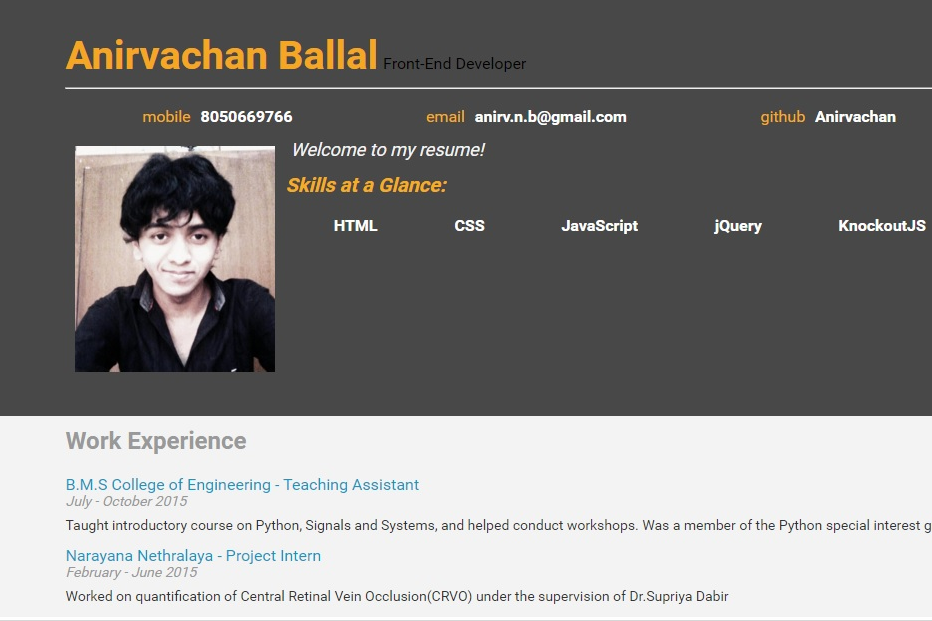 Anirvachan Ballal Front-End Developer
mobile 8050669766 email anirv.n.b@gmail.com github Anirvachan
Welcome to my resume!
Skills at a Glance:
HTML CSS JavaScript jQuery KnockoutJS
Work Experience
B.M.S College of Engineering - Teaching Assistant
July - October 2015
Taught introductory course on Python, Signals and Systems, and helped conduct workshops. Was a member of the Python special interest g
Narayana Nethralaya - Project Intern
February - June 2015
Worked on quantification of Central Retinal Vein Occlusion(CRVO) under the supervision of Dr.Supriya Dabir